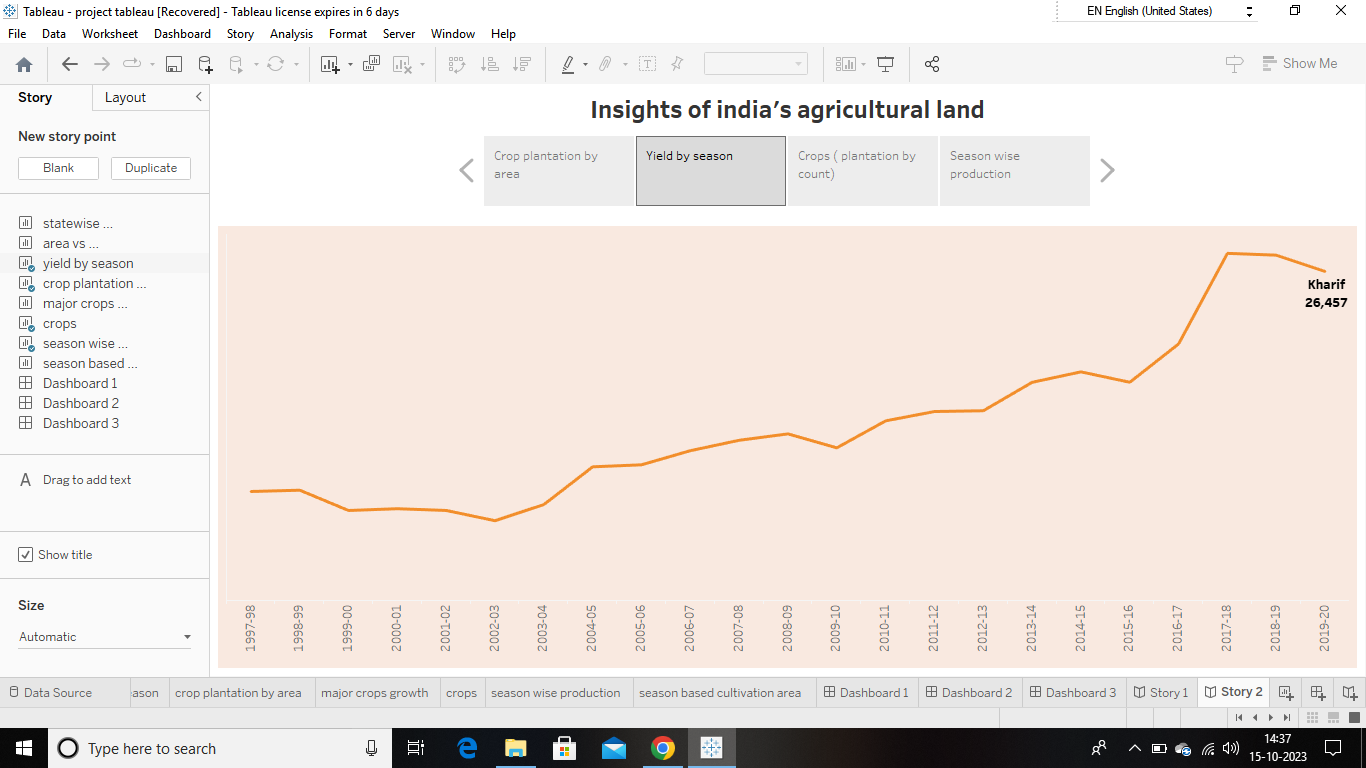 Tableau - project tableau [Recovered] - Tableau license expires in 6 days
EN English (United States)
File Data Worksheet Dashboard Story Analysis Format Server Window Help
Show Me
Story Layout
New story point
Blank Duplicate
statewise ...
area vs ...
yield by season
crop plantation ...
major crops ...
crops
season wise ...
season based ...
Dashboard 1
Dashboard 2
Dashboard 3
A Drag to add text
Show title
Size
Automatic
Insights of india’s agricultural land
Crop plantation by
area
Yield by season
Crops ( plantation by
count)
Season wise
production
Kharif
26,457
1997-98
1998-99
1999-00
2000-01
2001-02
2002-03
2003-04
2004-05
2005-06
2006-07
2007-08
2008-09
2009-10
2010-11
2011-12
2012-13
2013-14
2014-15
2015-16
2016-17
2017-18
2018-19
2019-20
Data Source ason crop plantation by area major crops growth crops season wise production season based cultivation area Dashboard 1 Dashboard 2 Dashboard 3 Story 1 Story 2
Type here to search
14:37
15-10-2023